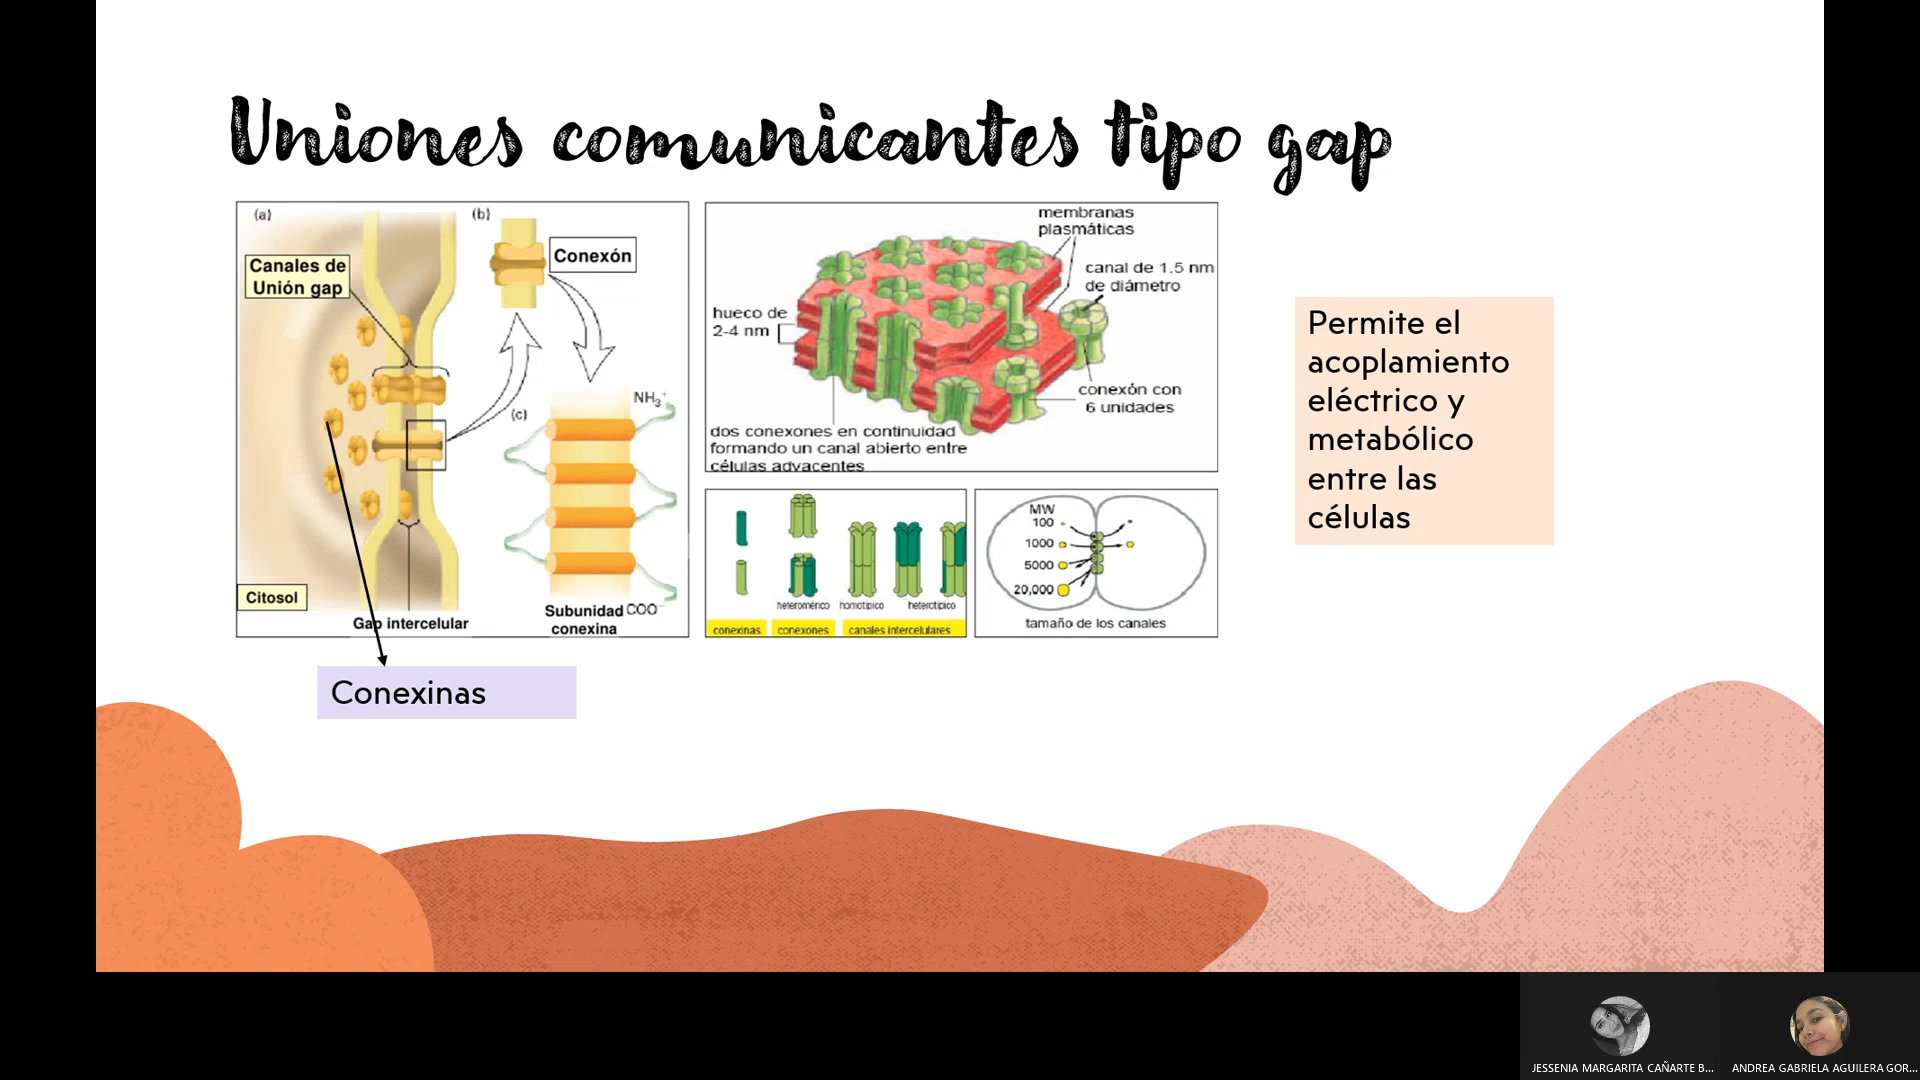 Uniones comunicantes tipo gap
(a)
(b)
Conexón
Canales de
Unión gap
(c)
NH3+
Citosol
Gap intercelular
Subunidad
conexina
COO-
Conexinas
membranas
plasmáticas
canal de 1.5 nm
de diámetro
hueco de
2-4 nm
conexón con
6 unidades
dos conexones en continuidad
formando un canal abierto entre
células adyacentes
heteromérico
homotípico
heterotípico
conexinas
conexones
canales intercelulares
MW
100
1000
5000
20,000
tamaño de los canales
Permite el
acoplamiento
eléctrico y
metabólico
entre las
células
JESSENIA MARGARITA CAÑARTE B...
ANDREA GABRIELA AGUILERA GOR...